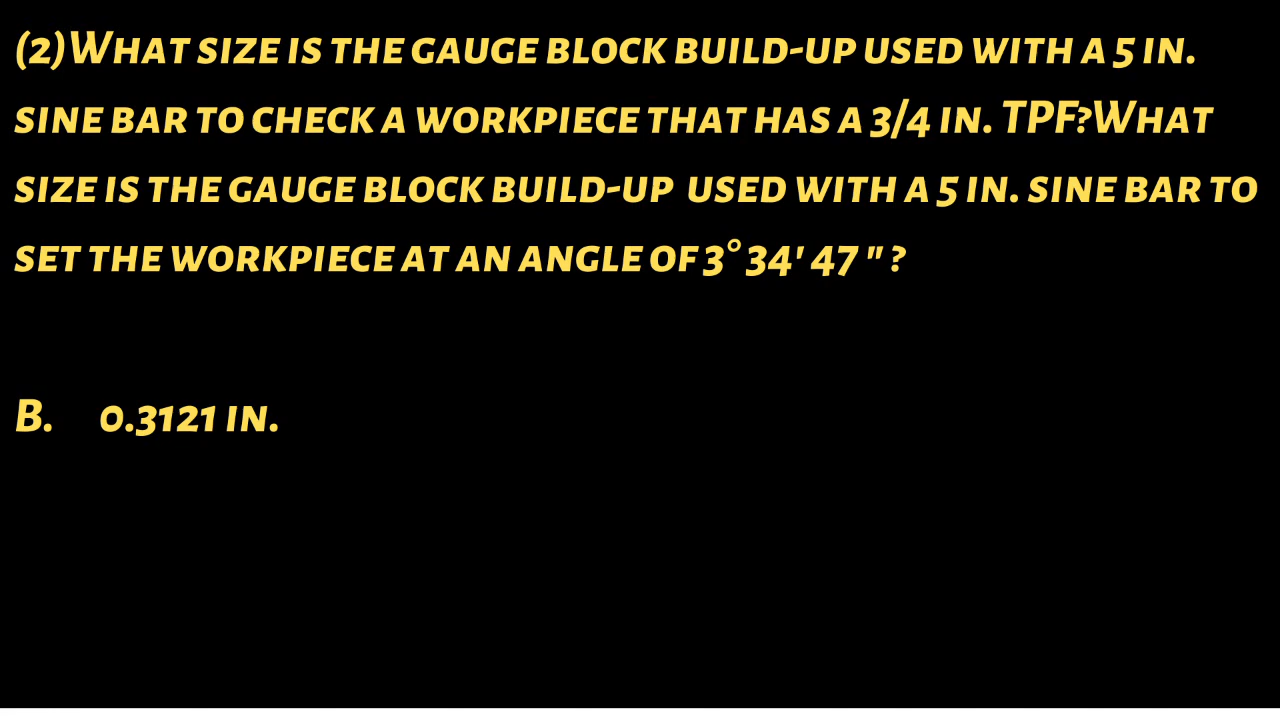 (2)What size is the gauge block build-up used with a 5 in.
sine bar to check a workpiece that has a 3/4 in. TPF?What
size is the gauge block build-up used with a 5 in. sine bar to
set the workpiece at an angle of 3° 34' 47 " ?
B. 0.3121 in.